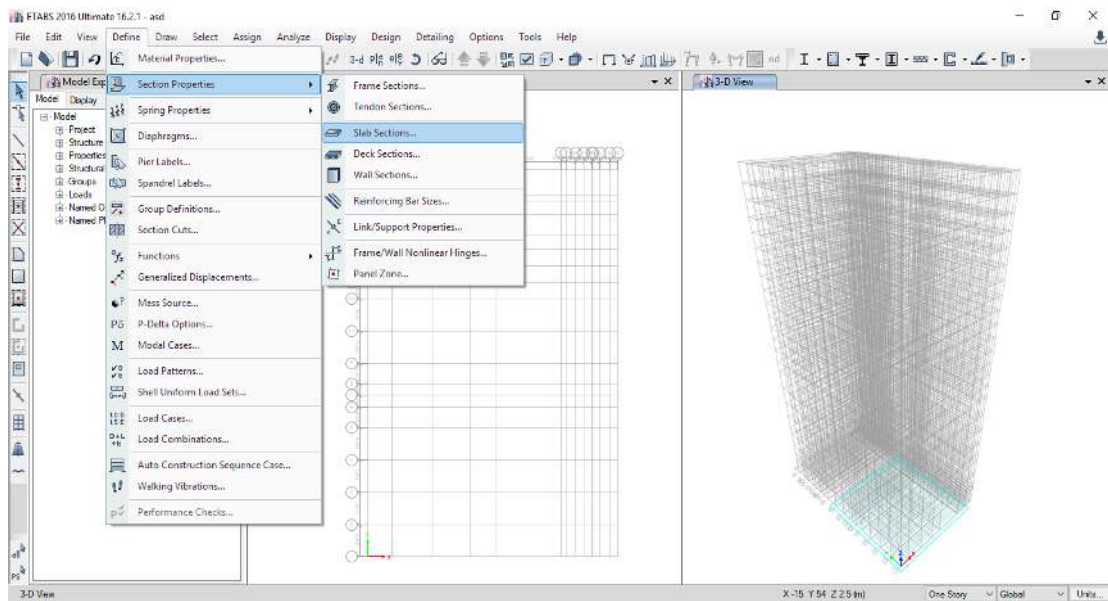 ETABS 2016 Ultimate 16.2.1 - asd
File Edit View Define Draw Select Assign Analyze Display Design Detailing Options Tools Help
3-d
nd
Model Exp
Model Display
Model
Project
Structure
Properties
Structural
Groups
Loads
Named O
Named Pl
Material Properties...
Section Properties
Spring Properties
Diaphragms...
Pier Labels...
Spandrel Labels...
Group Definitions...
Section Cuts...
Functions
Generalized Displacements...
Mass Source...
P-Delta Options...
Modal Cases...
Load Patterns...
Shell Uniform Load Sets...
Load Cases...
Load Combinations...
Auto Construction Sequence Case...
Walking Vibrations...
Performance Checks...
Frame Sections...
Tendon Sections...
Slab Sections...
Deck Sections...
Wall Sections...
Reinforcing Bar Sizes...
Link/Support Properties...
Frame/Wall Nonlinear Hinges...
Panel Zone...
3-D View
3-D View
X -15 Y 54 Z 2.5 (m)
One Story
Global
Units...